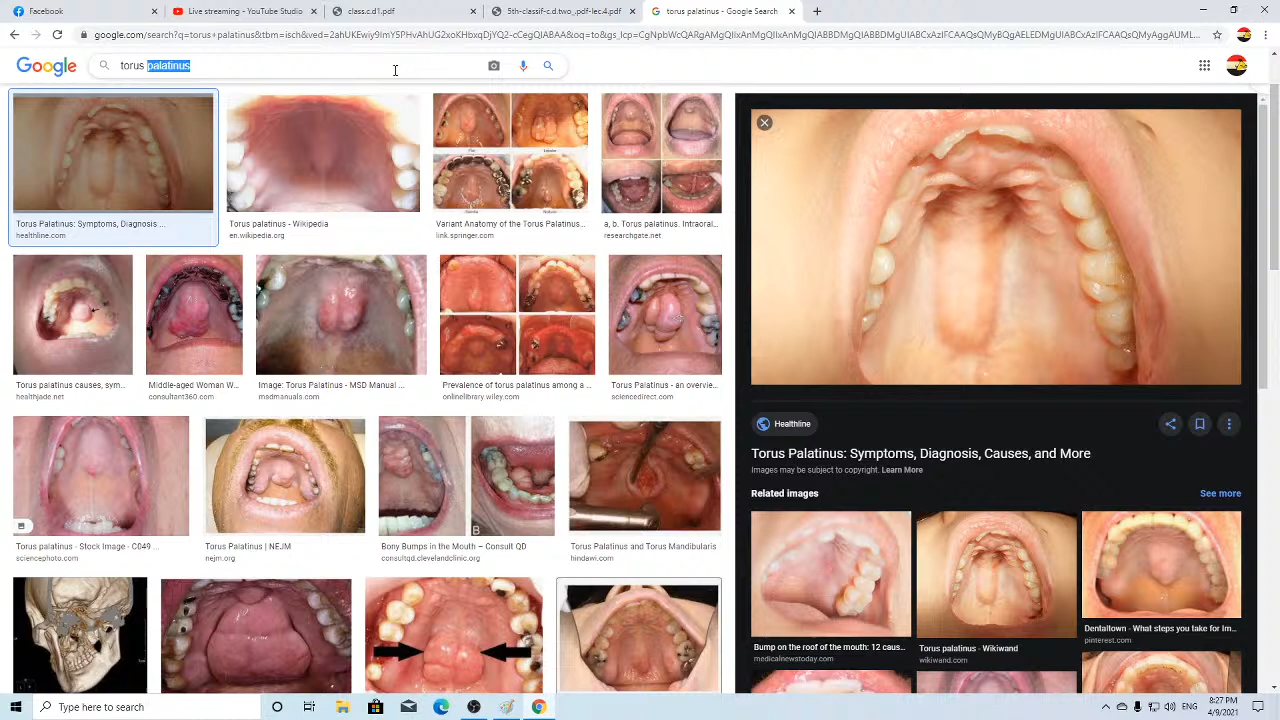 Facebook
Live streaming - YouTube Studio
class.c.d1.pdf
5th-classif-c.d.two_+pdf-lec4.pdf
torus palatinus - Google Search
Google
torus palatinus
Torus Palatinus: Symptoms, Diagnosis ...
healthline.com
Torus palatinus - Wikipedia
en.wikipedia.org
Variant Anatomy of the Torus Palatinus...
link.springer.com
a, b. Torus palatinus. Intraoral...
researchgate.net
Torus palatinus causes, sym...
healthjade.net
Middle-aged Woman W...
consultant360.com
Image: Torus Palatinus - MSD Manual ...
msdmanuals.com
Prevalence of torus palatinus among a ...
onlinelibrary.wiley.com
Torus Palatinus - an overvie...
sciencedirect.com
Torus palatinus - Stock Image - C049 ...
sciencephoto.com
Torus Palatinus | NEJM
nejm.org
B
Bony Bumps in the Mouth – Consult QD
consultqd.clevelandclinic.org
Torus Palatinus and Torus Mandibularis
hindawi.com
Healthline
Torus Palatinus: Symptoms, Diagnosis, Causes, and More
Images may be subject to copyright. Learn More
Related images
See more
Bump on the roof of the mouth: 12 caus...
medicalnewstoday.com
Torus palatinus - Wikiwand
wikiwand.com
Dentaltown - What steps you take for Im...
pinterest.com
Type here to search
ENG
8:27 PM
4/9/2021